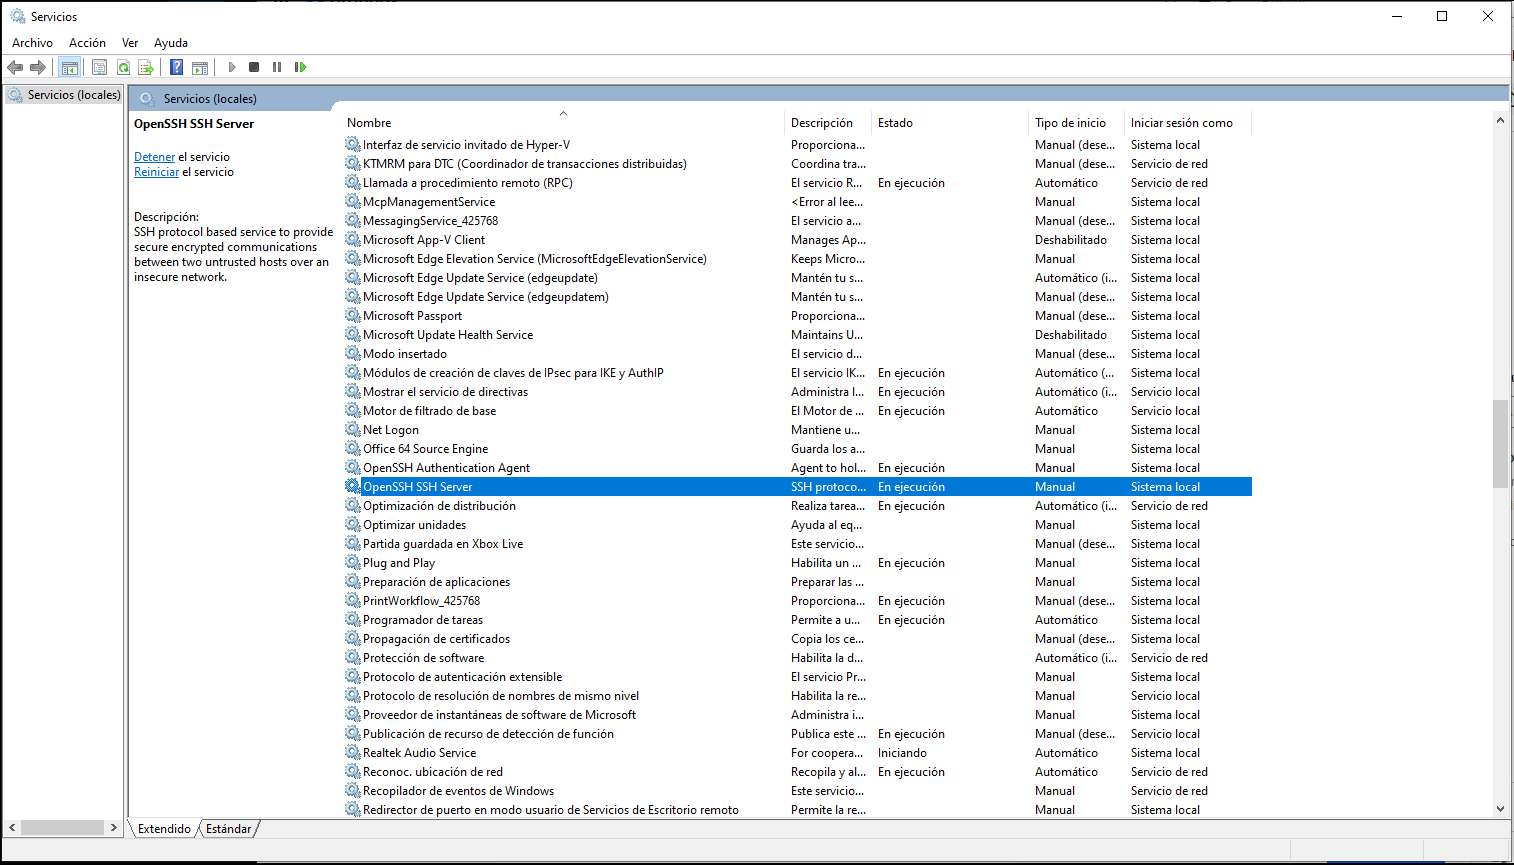 Servicios
Archivo Acción Ver Ayuda
Servicios (locales)
Servicios (locales)
OpenSSH SSH Server
Detener el servicio
Reiniciar el servicio
Descripción:
SSH protocol based service to provide
secure encrypted communications
between two untrusted hosts over an
insecure network.
Nombre Descripción Estado Tipo de inicio Iniciar sesión como
Interfaz de servicio invitado de Hyper-V Proporciona... Manual (dese... Sistema local
KTMRM para DTC (Coordinador de transacciones distribuidas) Coordina tra... Manual (dese... Servicio de red
Llamada a procedimiento remoto (RPC) El servicio R... En ejecución Automático Servicio de red
McpManagementService <Error al lee... Manual Sistema local
MessagingService_425768 El servicio a... Manual (dese... Sistema local
Microsoft App-V Client Manages Ap... Deshabilitado Sistema local
Microsoft Edge Elevation Service (MicrosoftEdgeElevationService) Keeps Micro... Manual Sistema local
Microsoft Edge Update Service (edgeupdate) Mantén tu s... Automático (i... Sistema local
Microsoft Edge Update Service (edgeupdatem) Mantén tu s... Manual (dese... Sistema local
Microsoft Passport Proporciona... Manual (dese... Sistema local
Microsoft Update Health Service Maintains U... Deshabilitado Sistema local
Modo insertado El servicio d... Manual (dese... Sistema local
Módulos de creación de claves de IPsec para IKE y AuthIP El servicio IK... En ejecución Automático (... Sistema local
Mostrar el servicio de directivas Administra l... En ejecución Automático (i... Servicio local
Motor de filtrado de base El Motor de ... En ejecución Automático Servicio local
Net Logon Mantiene u... Manual Sistema local
Office 64 Source Engine Guarda los a... Manual Sistema local
OpenSSH Authentication Agent Agent to hol... En ejecución Manual Sistema local
OpenSSH SSH Server SSH protoco... En ejecución Manual Sistema local
Optimización de distribución Realiza tarea... En ejecución Automático (i... Servicio de red
Optimizar unidades Ayuda al eq... Manual Sistema local
Partida guardada en Xbox Live Este servicio... Manual (dese... Sistema local
Plug and Play Habilita un ... En ejecución Manual Sistema local
Preparación de aplicaciones Preparar las ... Manual Sistema local
PrintWorkflow_425768 Proporciona... En ejecución Manual (dese... Sistema local
Programador de tareas Permite a u... En ejecución Automático Sistema local
Propagación de certificados Copia los ce... Manual (dese... Sistema local
Protección de software Habilita la d... Automático (i... Servicio de red
Protocolo de autenticación extensible El servicio Pr... Manual Sistema local
Protocolo de resolución de nombres de mismo nivel Habilita la re... Manual Servicio local
Proveedor de instantáneas de software de Microsoft Administra i... Manual Sistema local
Publicación de recurso de detección de función Publica este ... En ejecución Manual (dese... Servicio local
Realtek Audio Service For coopera... Iniciando Automático Sistema local
Reconoc. ubicación de red Recopila y al... En ejecución Automático Servicio de red
Recopilador de eventos de Windows Este servicio... Manual Servicio de red
Redirector de puerto en modo usuario de Servicios de Escritorio remoto Permite la re... Manual Sistema local
Extendido Estándar